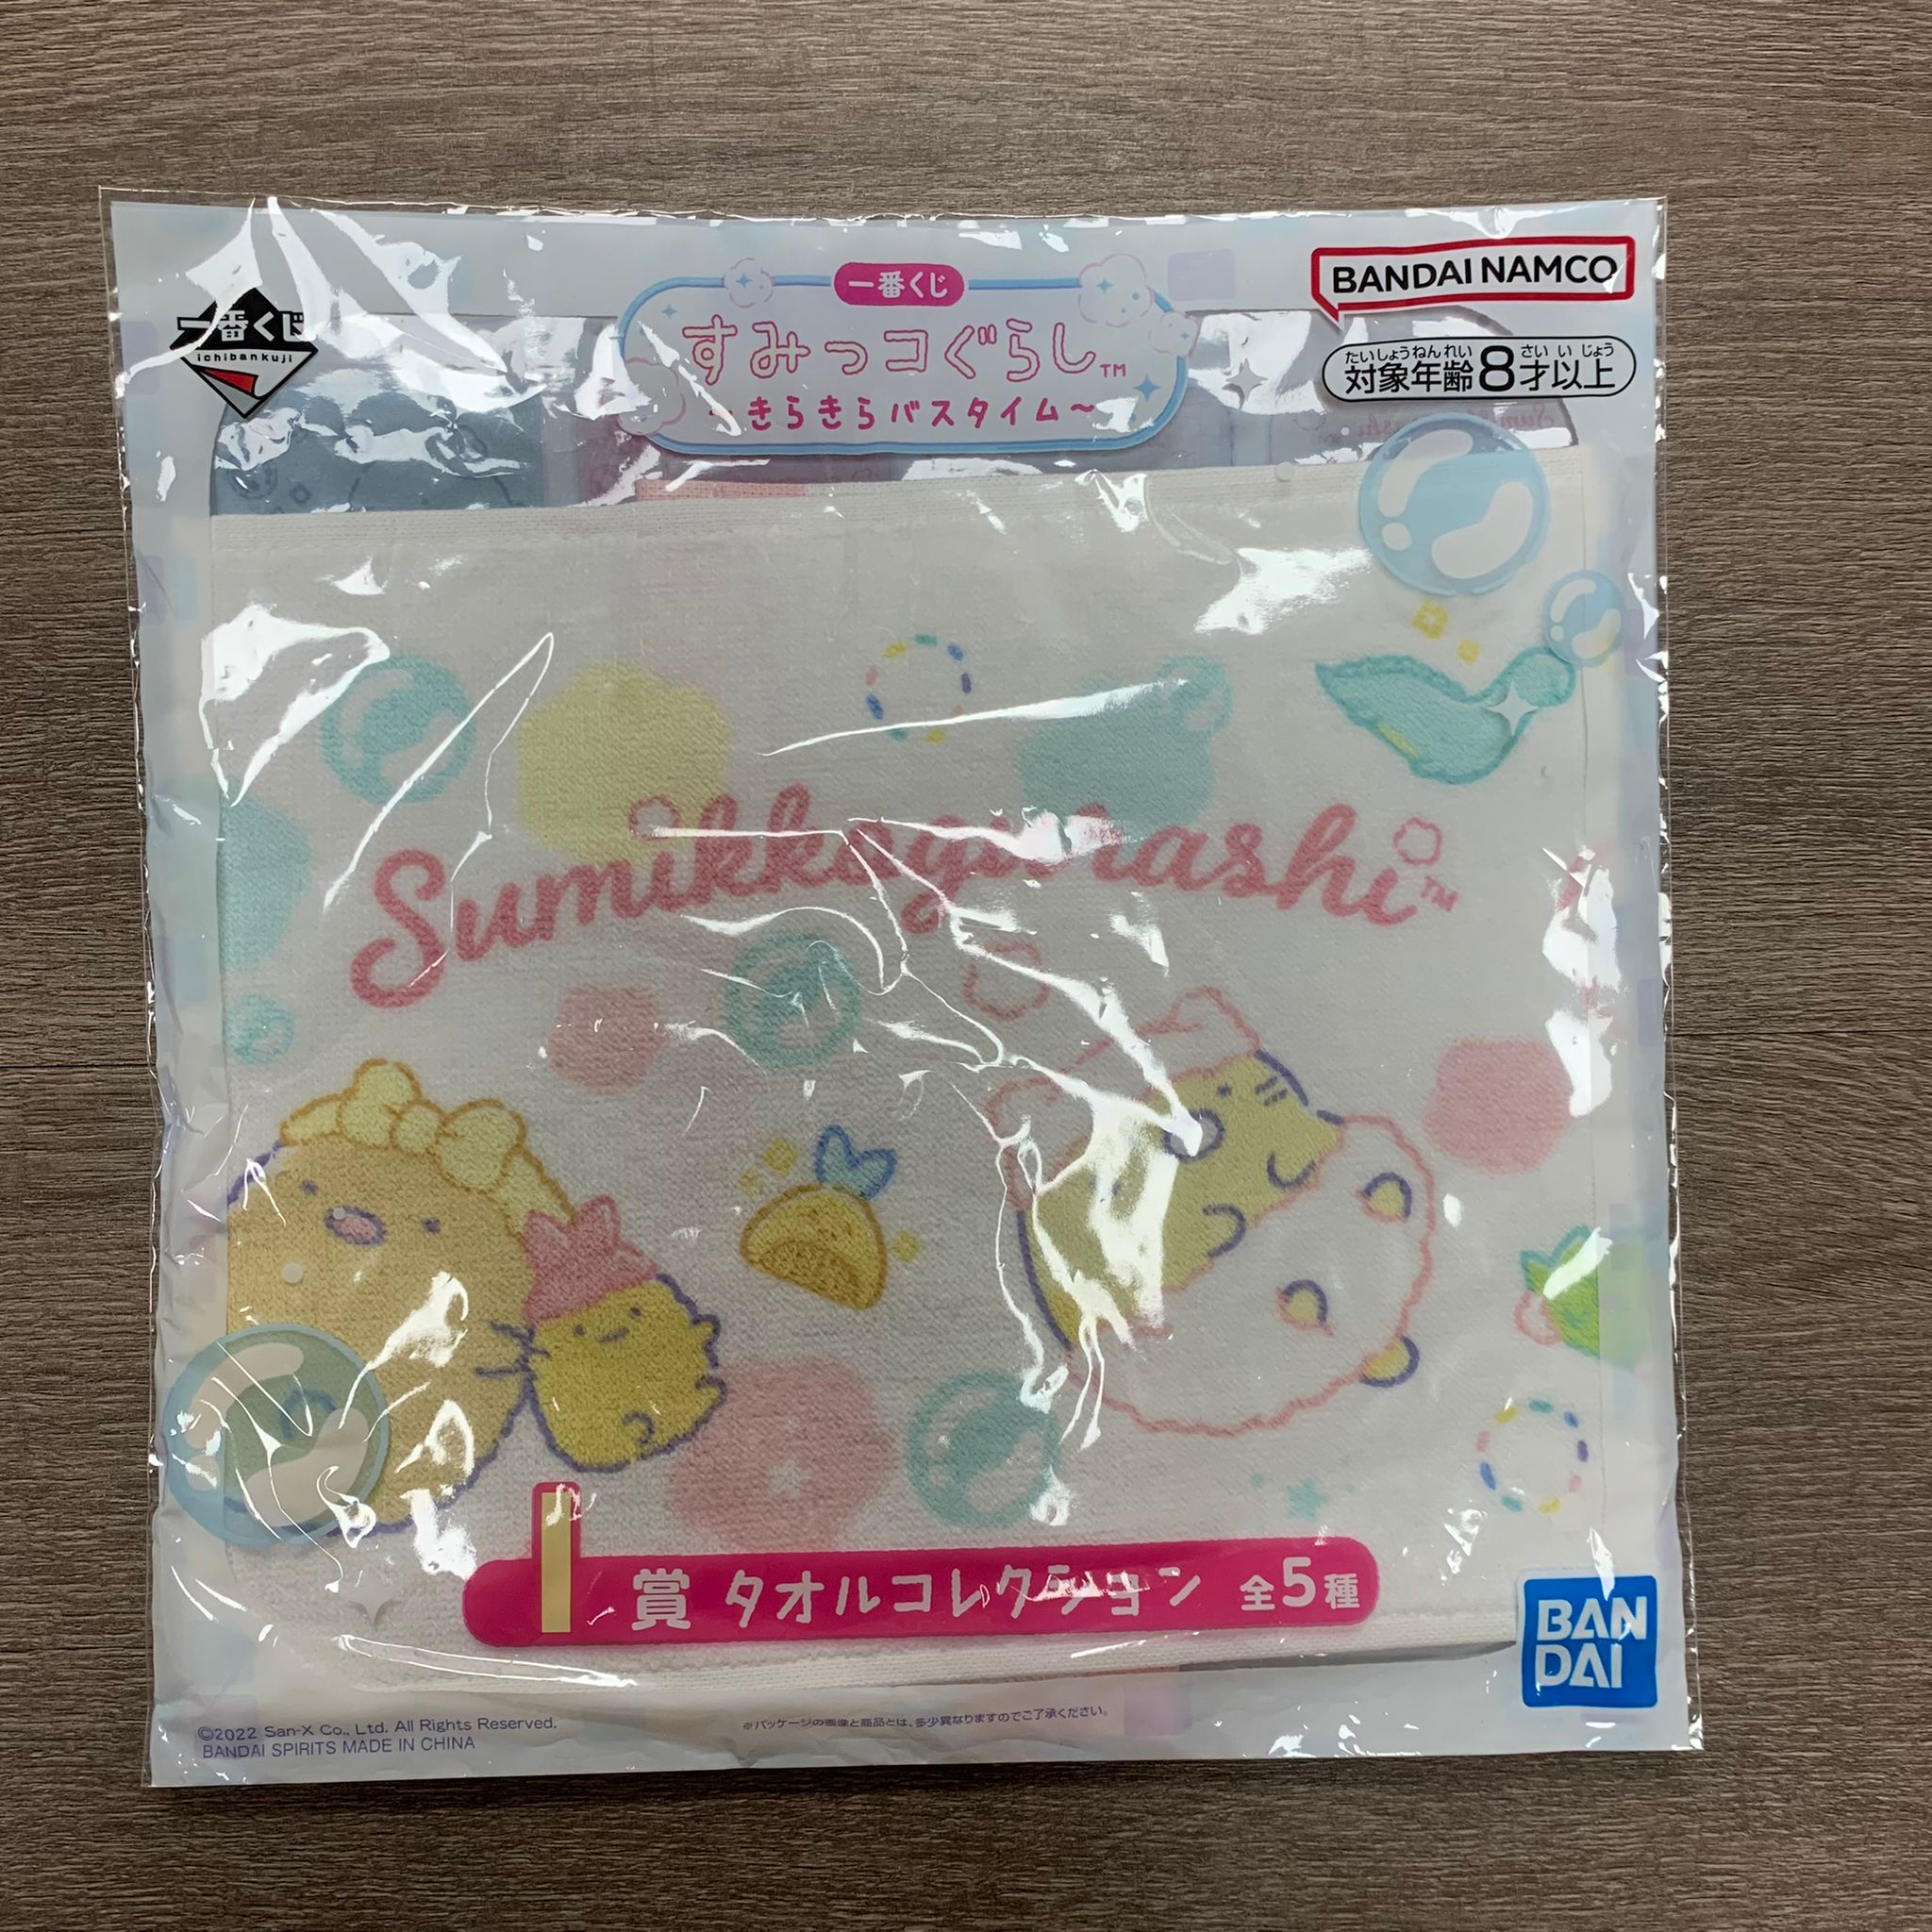 一番くじ
ichibankuji
一番くじ
すみっコぐらし™
~きらきらバスタイム~
BANDAI NAMCO
たいしょうねんれい さい い じょう
対象年齢8才以上
Sumikkogurashi™
I賞 タオルコレクション 全5種
BAN
DAI
©2022 San-X Co., Ltd. All Rights Reserved.
BANDAI SPIRITS MADE IN CHINA
※パッケージの画像と商品とは、多少異なりますのでご了承ください。